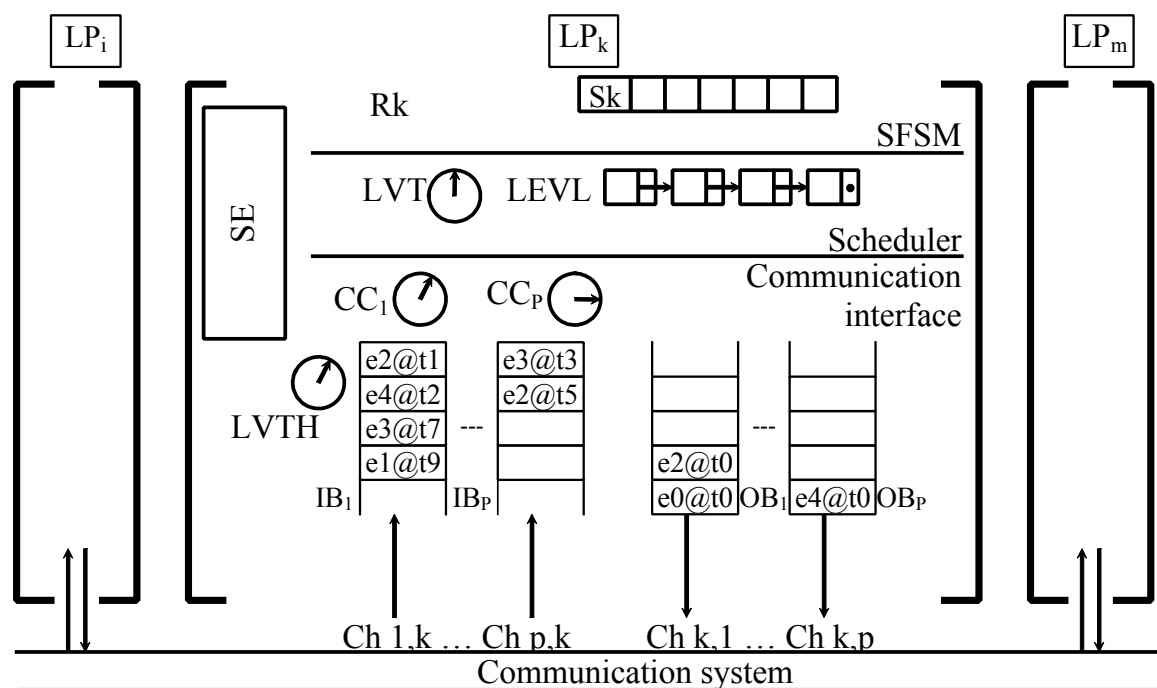 LPi
LPk
LPm
Rk
Sk
SFSM
SE
LVT
LEVL
Scheduler
Communication
interface
CC1
CCP
LVTH
e2@t1
e4@t2
e3@t7
e1@t9
IB1
---
e3@t3
e2@t5
IBP
e2@t0
e0@t0
OB1
---
e4@t0
OBP
Ch 1,k … Ch p,k
Ch k,1 … Ch k,p
Communication system